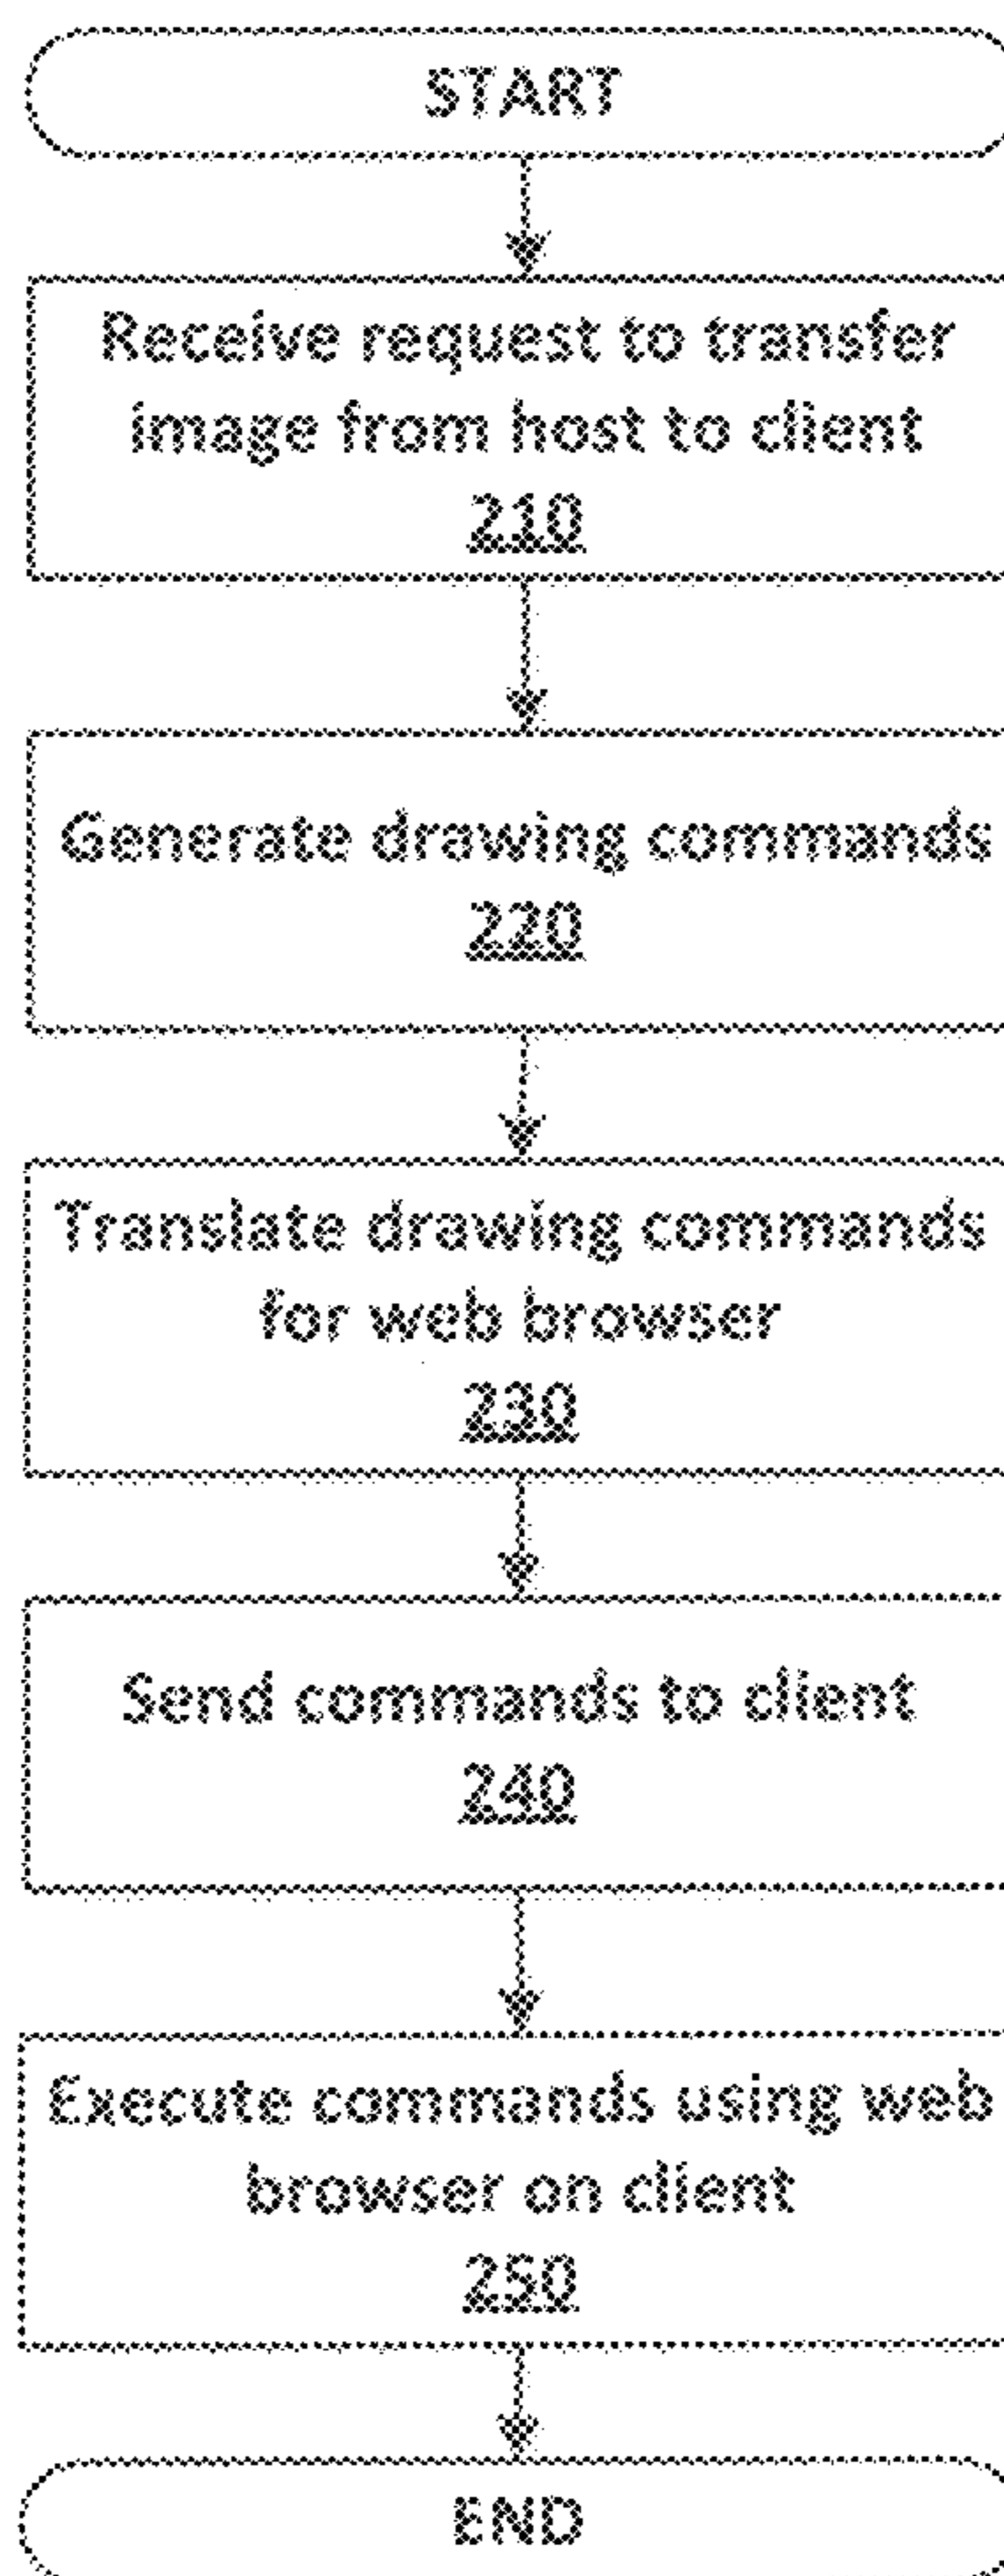 START
Receive request to transfer
image from host to client
210
Generate drawing commands
220
Translate drawing commands
for web browser
230
Send commands to client
240
Execute commands using web
browser on client
250
END